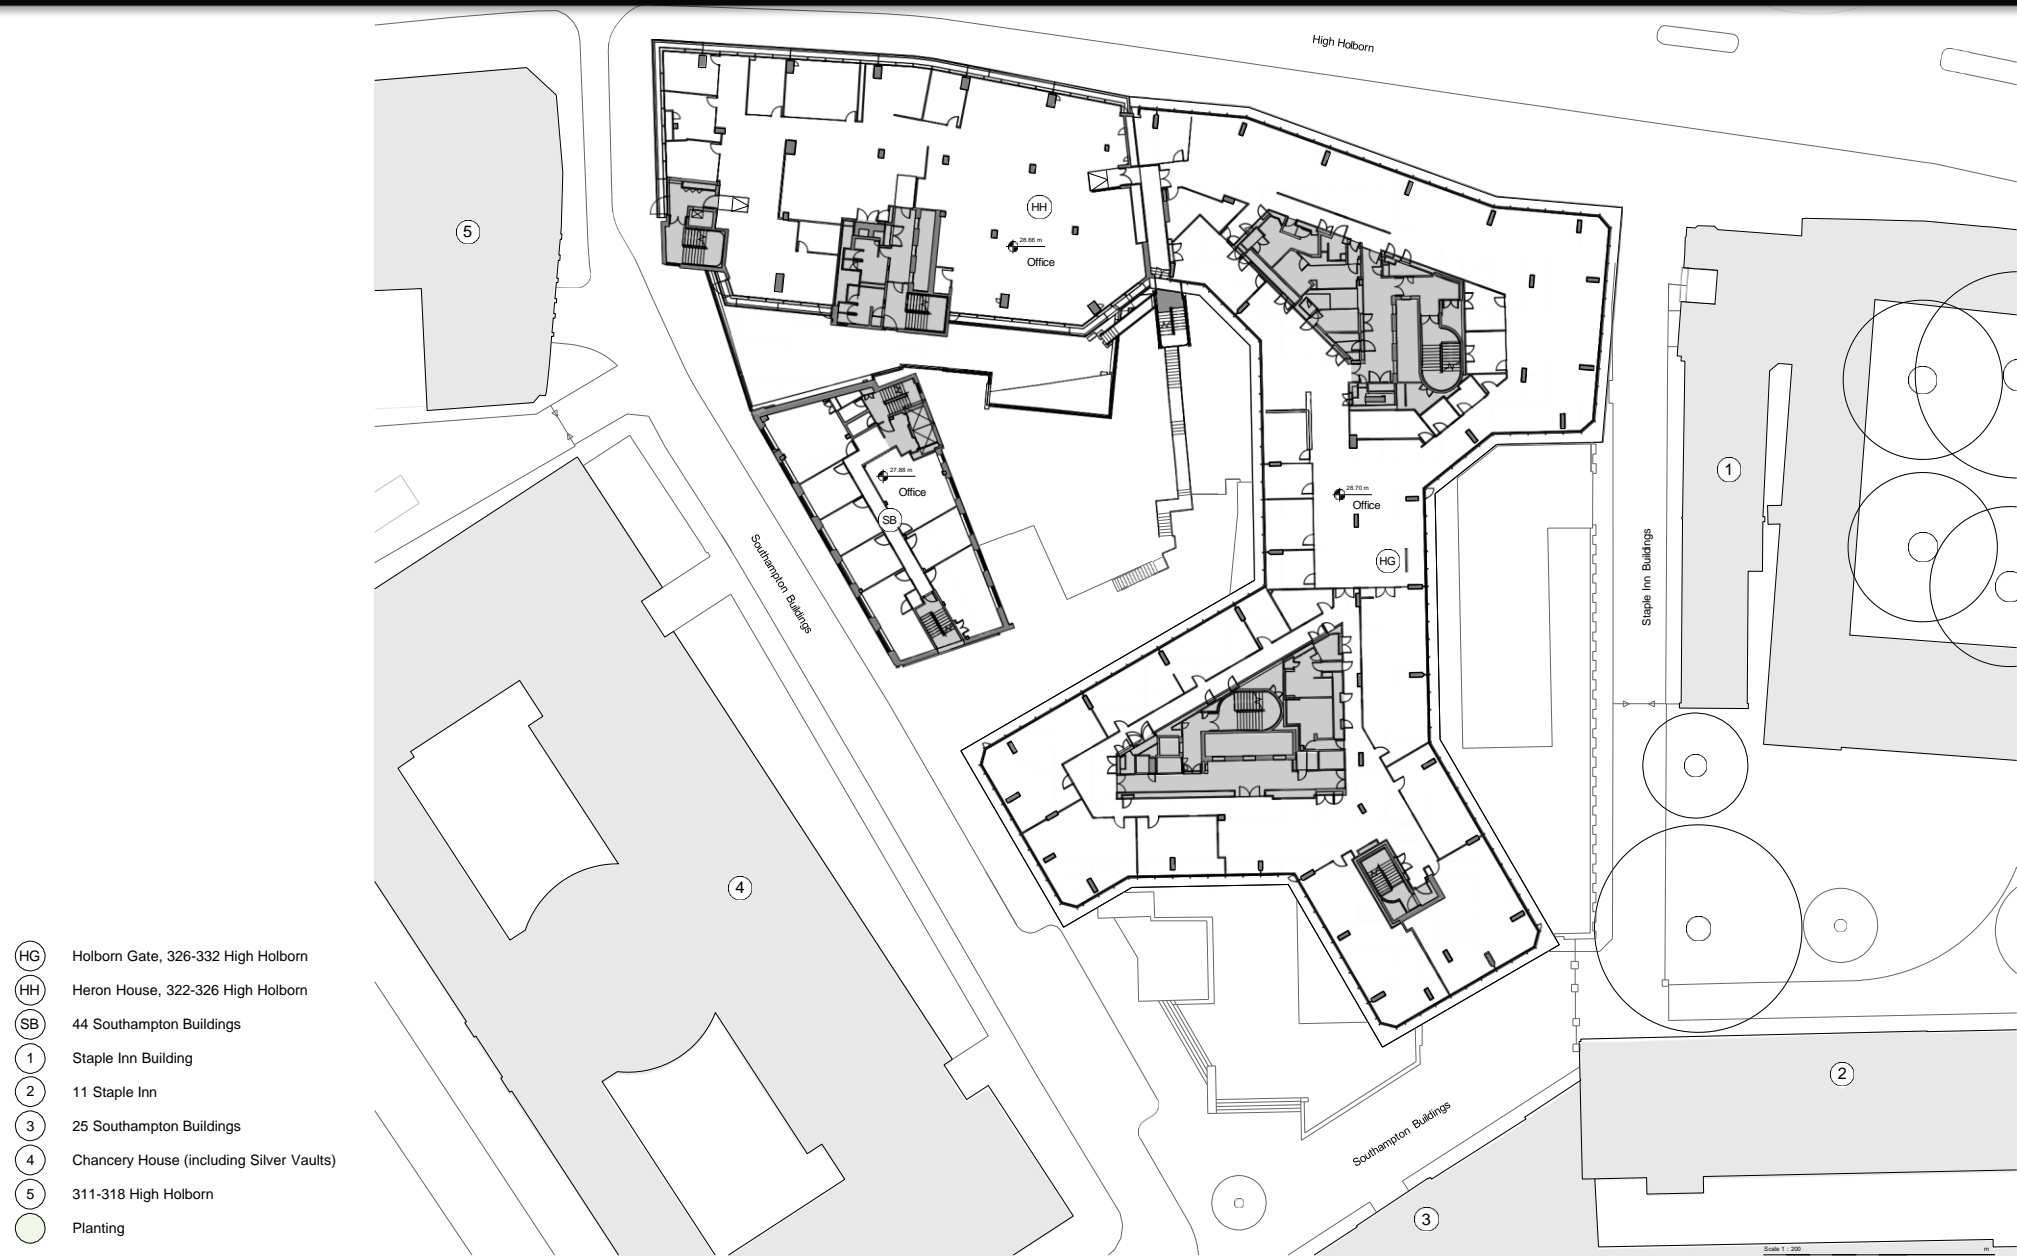 High Holborn
5
HH
28.66 m
Office
27.88 m
Office
SB
28.70 m
Office
HG
1
Southampton Buildings
Staple Inn Buildings
4
2
Southampton Buildings
3
HG Holborn Gate, 326-332 High Holborn
HH Heron House, 322-326 High Holborn
SB 44 Southampton Buildings
1 Staple Inn Building
2 11 Staple Inn
3 25 Southampton Buildings
4 Chancery House (including Silver Vaults)
5 311-318 High Holborn
Planting
Scale 1 : 200 m